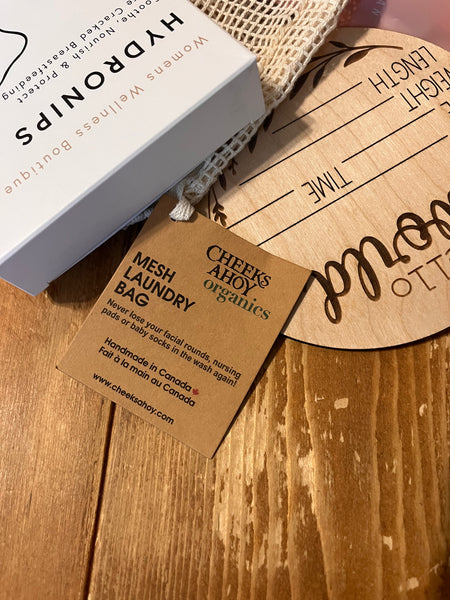 Womens Wellness Boutique
HYDRONIPS
Soothe, Nourish & Protect
Cracked Breastfeeding
CHEEKS
AHOY
organics
MESH
LAUNDRY
BAG
Never lose your facial rounds, nursing
pads or baby socks in the wash again!
Handmade in Canada
Fait à la main au Canada
www.cheeksahoy.com
LENGTH
TIME